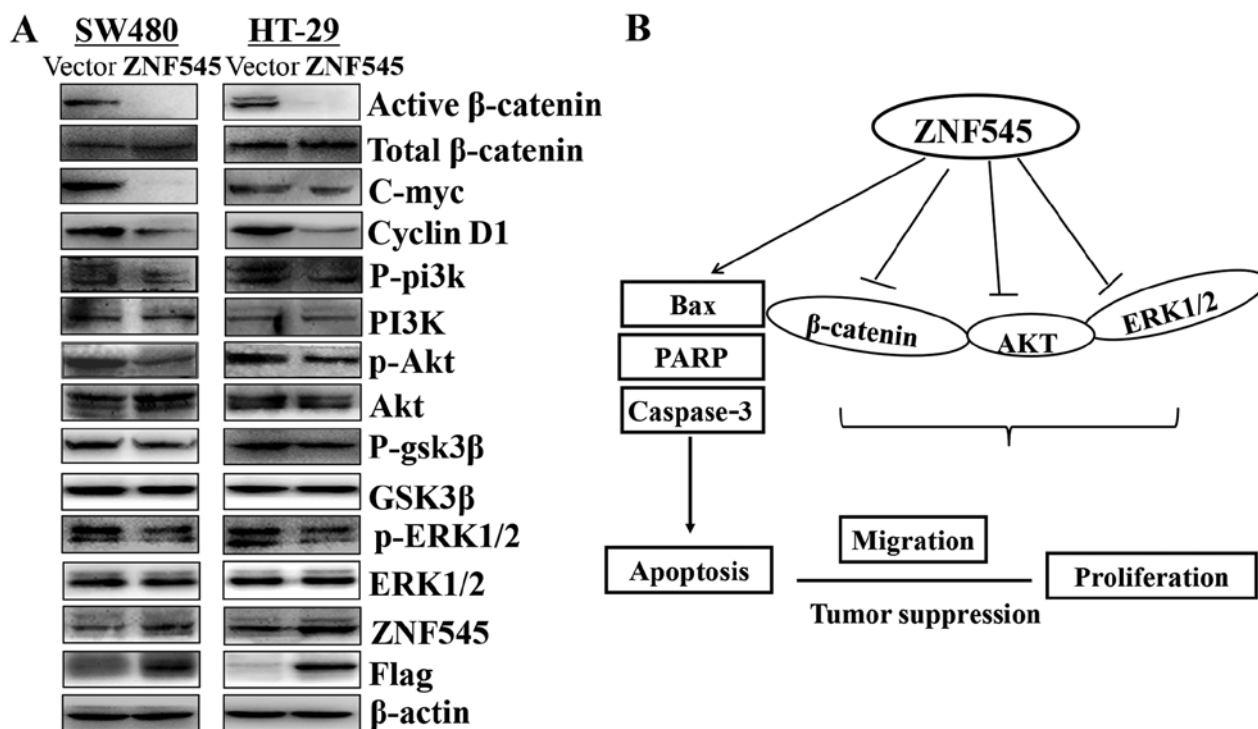 A
SW480 HT-29
Vector ZNF545 Vector ZNF545
Active β-catenin
Total β-catenin
C-myc
Cyclin D1
P-pi3k
PI3K
p-Akt
Akt
P-gsk3β
GSK3β
p-ERK1/2
ERK1/2
ZNF545
Flag
β-actin
B
ZNF545
Bax
β-catenin
AKT
ERK1/2
PARP
Caspase-3
Migration
Apoptosis
Proliferation
Tumor suppression